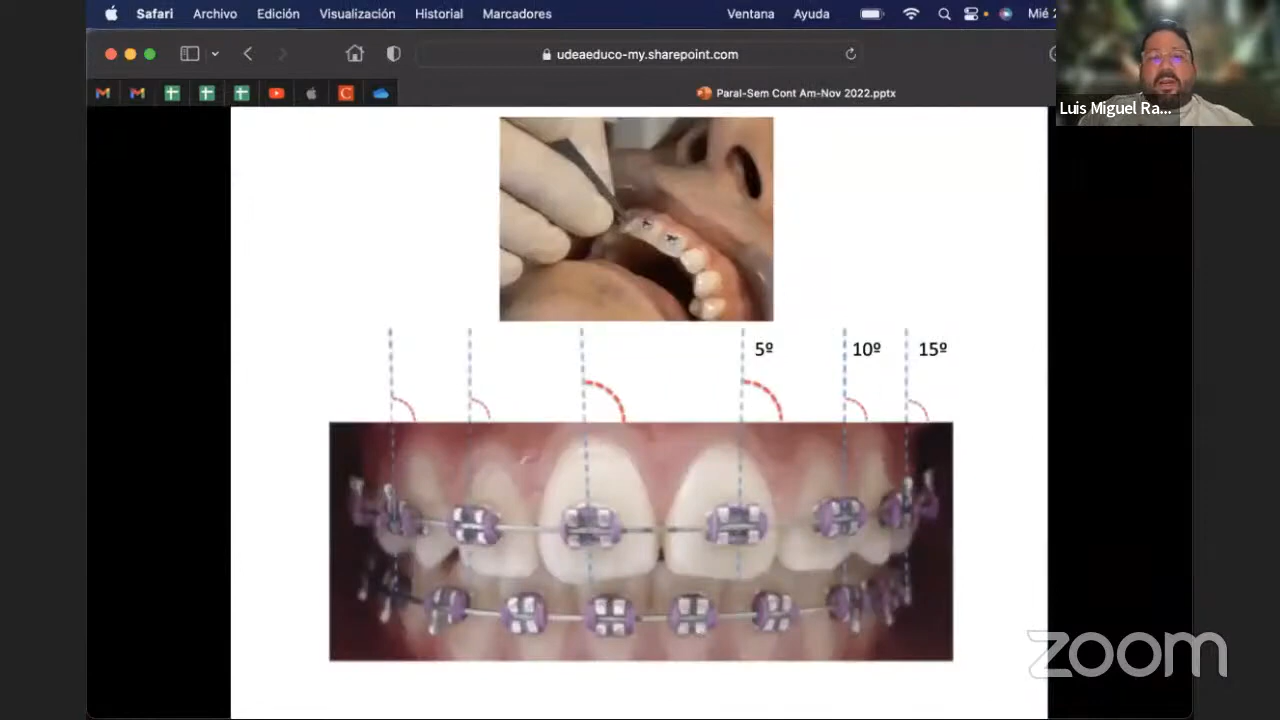 Safari Archivo Edición Visualización Historial Marcadores Ventana Ayuda Mié
udeaeduco-my.sharepoint.com
Paral-Sem Cont Am-Nov 2022.pptx
Luis Miguel Ra...
5º 10º 15º
zoom